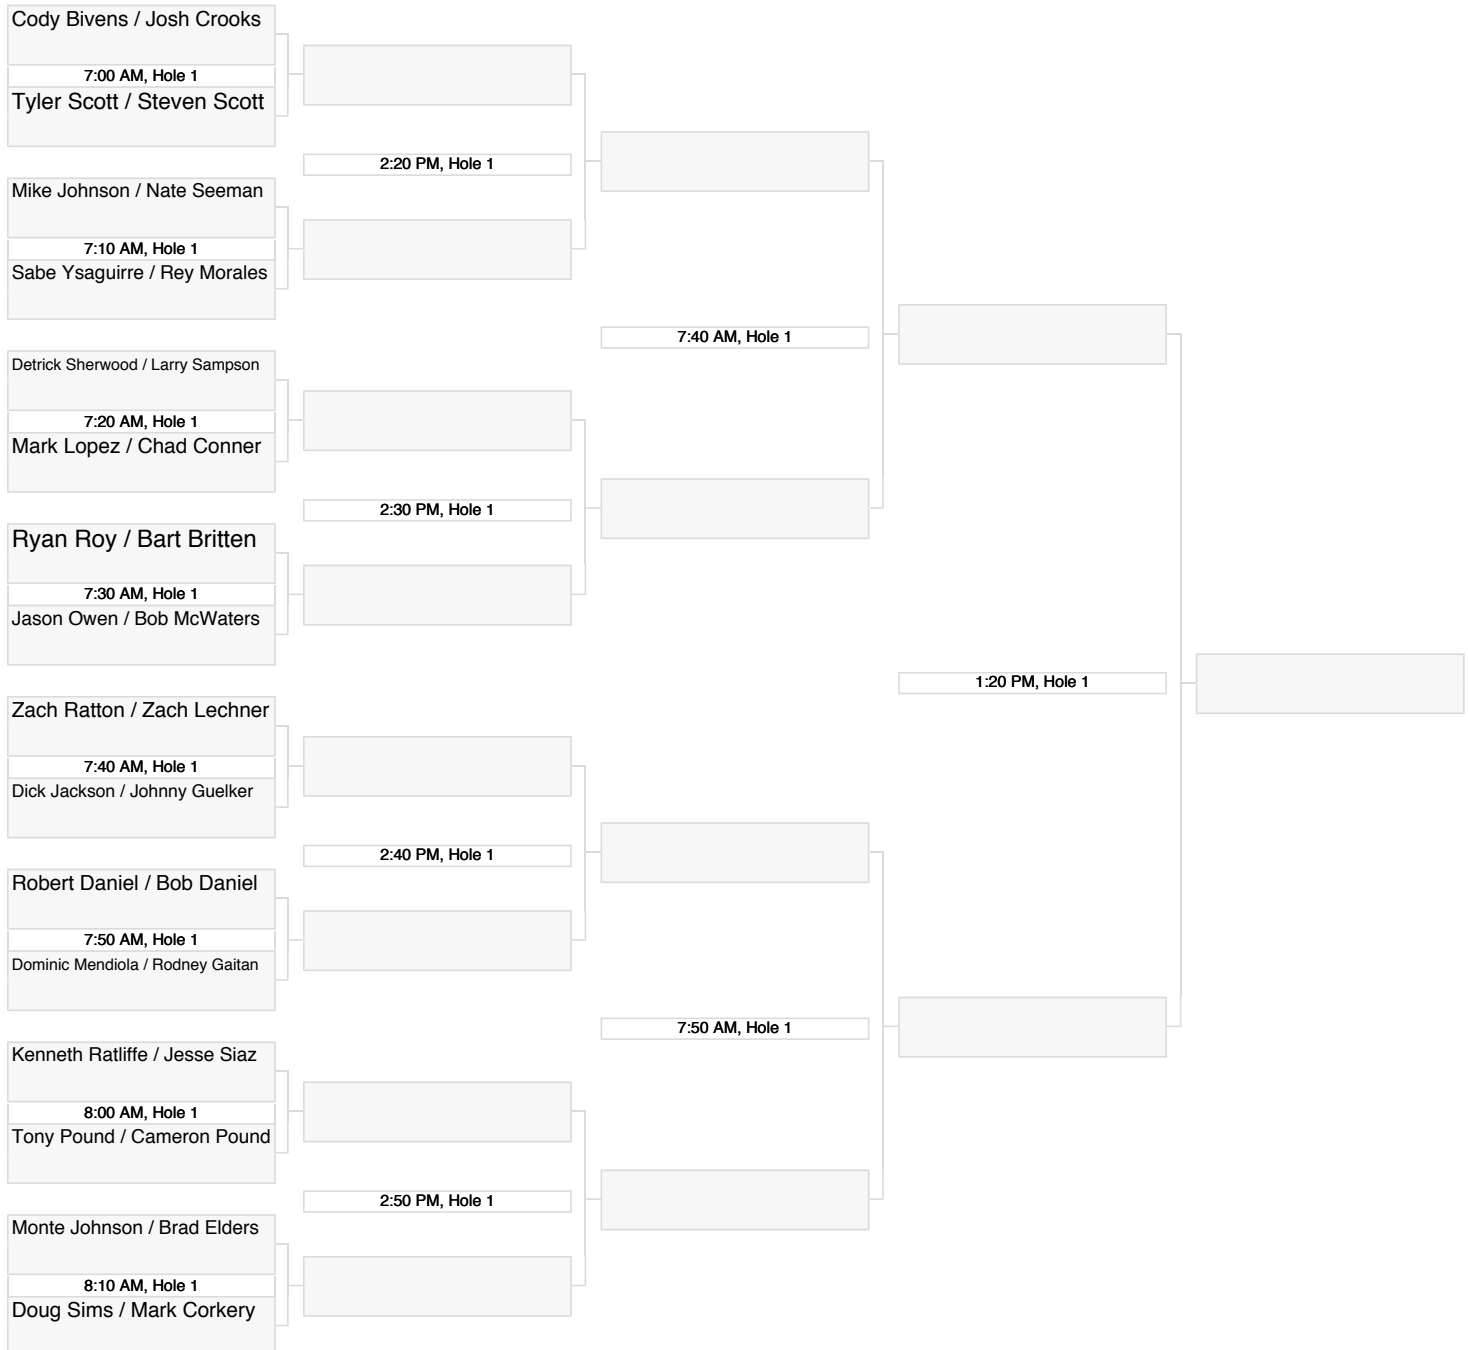 Cody Bivens / Josh Crooks
7:00 AM, Hole 1
Tyler Scott / Steven Scott
2:20 PM, Hole 1
Mike Johnson / Nate Seeman
7:10 AM, Hole 1
Sabe Ysaguirre / Rey Morales
7:40 AM, Hole 1
Detrick Sherwood / Larry Sampson
7:20 AM, Hole 1
Mark Lopez / Chad Conner
2:30 PM, Hole 1
Ryan Roy / Bart Britten
7:30 AM, Hole 1
Jason Owen / Bob McWaters
1:20 PM, Hole 1
Zach Ratton / Zach Lechner
7:40 AM, Hole 1
Dick Jackson / Johnny Guelker
2:40 PM, Hole 1
Robert Daniel / Bob Daniel
7:50 AM, Hole 1
Dominic Mendiola / Rodney Gaitan
7:50 AM, Hole 1
Kenneth Ratliffe / Jesse Siaz
8:00 AM, Hole 1
Tony Pound / Cameron Pound
2:50 PM, Hole 1
Monte Johnson / Brad Elders
8:10 AM, Hole 1
Doug Sims / Mark Corkery